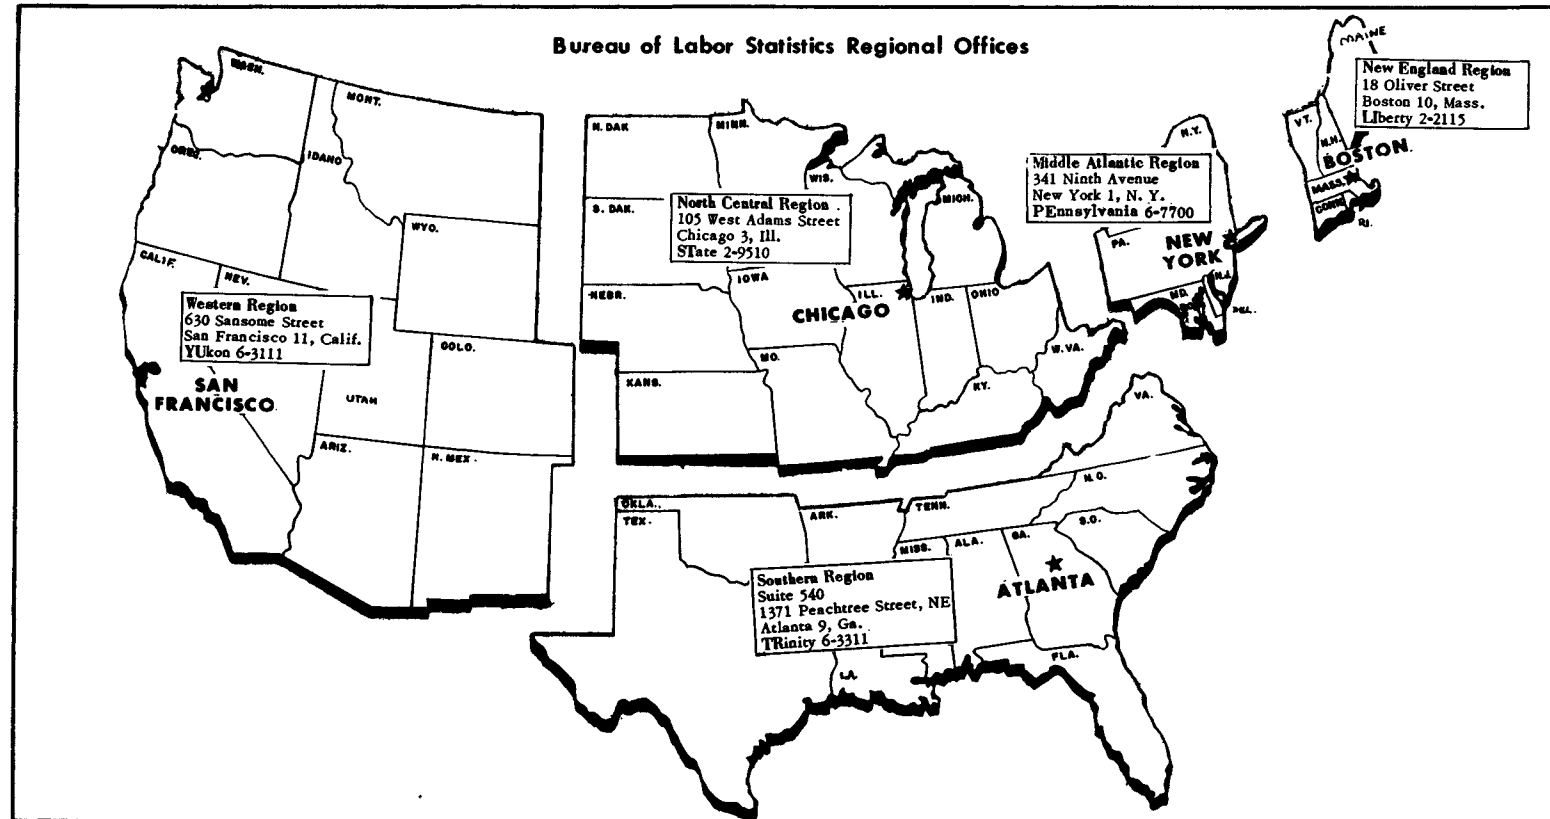 Bureau of Labor Statistics Regional Offices
WASH.
MONT.
OREG.
IDAHO
WYO.
CALIF.
NEV.
Western Region
630 Sansome Street
San Francisco 11, Calif.
YUkon 6-3111
SAN
FRANCISCO
UTAH
COLO.
ARIZ.
N. MEX.
N. DAK
MINN.
S. DAK.
WIS.
MICH.
North Central Region
105 West Adams Street
Chicago 3, Ill.
STate 2-9510
NEBR.
IOWA
ILL.
IND.
OHIO
CHICAGO
KANS.
MO.
KY.
W. VA.
MAINE
New England Region
18 Oliver Street
Boston 10, Mass.
LIberty 2-2115
VT.
N.H.
BOSTON
MASS.
CONN.
RI.
N.Y.
Middle Atlantic Region
341 Ninth Avenue
New York 1, N. Y.
PEnnsylvania 6-7700
PA.
NEW
YORK
N.J.
MD.
DEL.
VA.
N. C.
S.C.
OKLA.
TEX.
ARK.
TENN.
MISS.
ALA.
GA.
ATLANTA
Southern Region
Suite 540
1371 Peachtree Street, NE
Atlanta 9, Ga.
TRinity 6-3311
LA.
FLA.